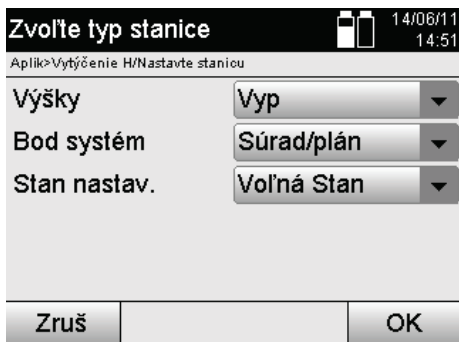 Zvoľte typ stanice
14/06/11
14:51
Aplik>Vytýčenie H/Nastavte stanicu
Výšky Vyp
Bod systém Súrad/plán
Stan nastav. Voľná Stan
Zruš OK